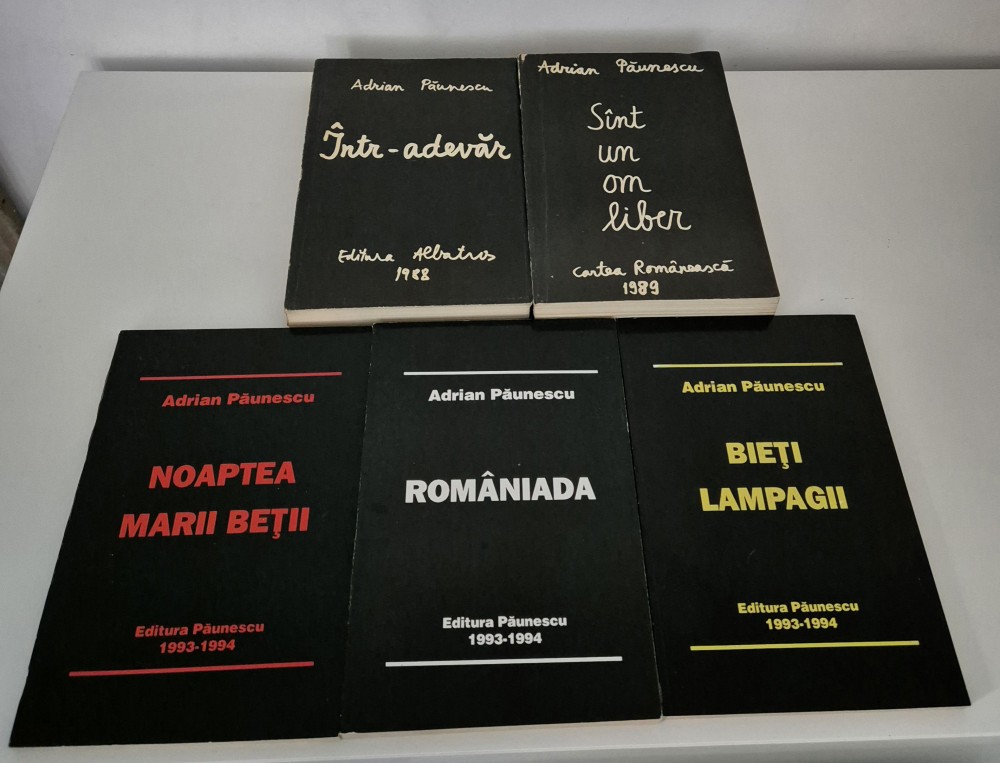 Adrian Păunescu
Într-adevăr
Editura Albatros
1988
Adrian Păunescu
Sînt
un
om
liber
Cartea Românească
1989
Adrian Păunescu
NOAPTEA
MARII BEŢII
Editura Păunescu
1993-1994
Adrian Păunescu
ROMÂNIADA
Editura Păunescu
1993-1994
Adrian Păunescu
BIEŢI
LAMPAGII
Editura Păunescu
1993-1994